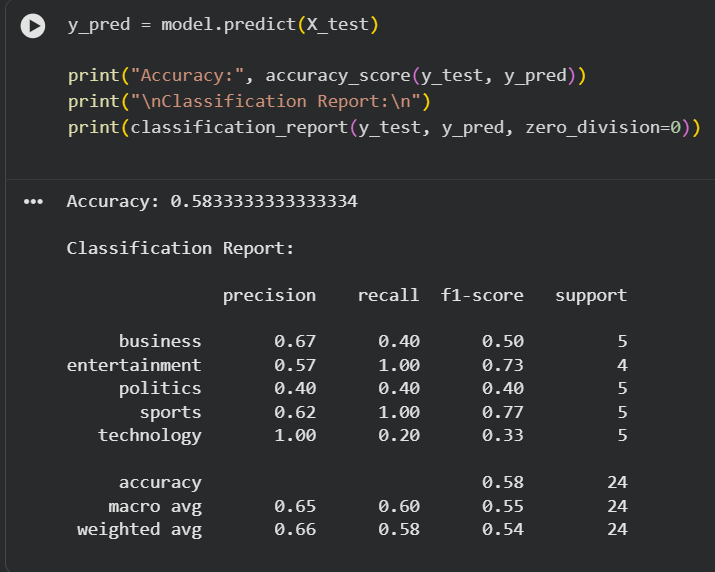 y_pred = model.predict(X_test)
print("Accuracy:", accuracy_score(y_test, y_pred))
print("\nClassification Report:\n")
print(classification_report(y_test, y_pred, zero_division=0))
Accuracy: 0.5833333333333334
Classification Report:
precision recall f1-score support
business 0.67 0.40 0.50 5
entertainment 0.57 1.00 0.73 4
politics 0.40 0.40 0.40 5
sports 0.62 1.00 0.77 5
technology 1.00 0.20 0.33 5
accuracy 0.58 24
macro avg 0.65 0.60 0.55 24
weighted avg 0.66 0.58 0.54 24